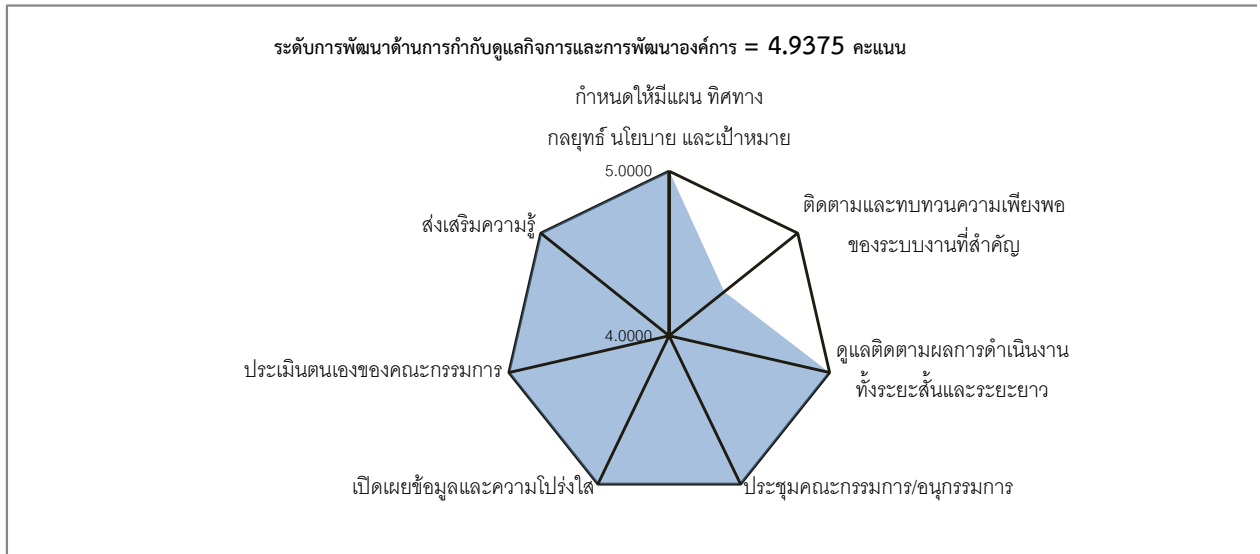 ระดับการพัฒนาด้านการกำกับดูแลกิจการและการพัฒนาองค์การ = 4.9375 คะแนน
กำหนดให้มีแผน ทิศทาง
กลยุทธ์ นโยบาย และเป้าหมาย
5.0000
ติดตามและทบทวนความเพียงพอ
ของระบบงานที่สำคัญ
ส่งเสริมความรู้
4.0000
ดูแลติดตามผลการดำเนินงาน
ทั้งระยะสั้นและระยะยาว
ประเมินตนเองของคณะกรรมการ
เปิดเผยข้อมูลและความโปร่งใส
ประชุมคณะกรรมการ/อนุกรรมการ